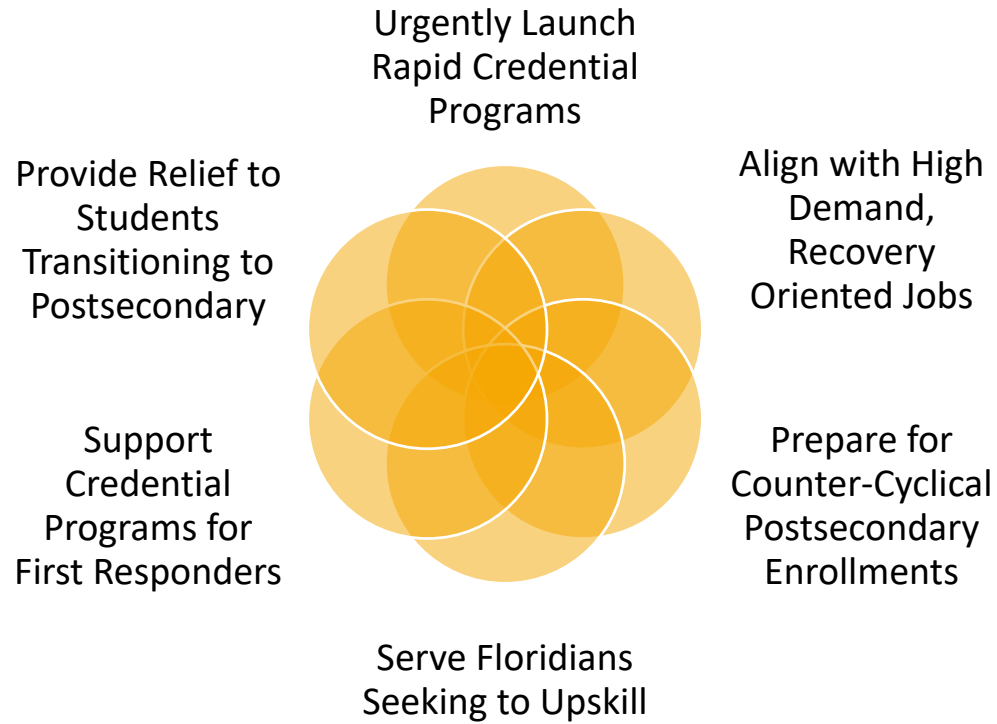 Urgently Launch
Rapid Credential
Programs
Align with High
Demand,
Recovery
Oriented Jobs
Prepare for
Counter-Cyclical
Postsecondary
Enrollments
Serve Floridians
Seeking to Upskill
Support
Credential
Programs for
First Responders
Provide Relief to
Students
Transitioning to
Postsecondary